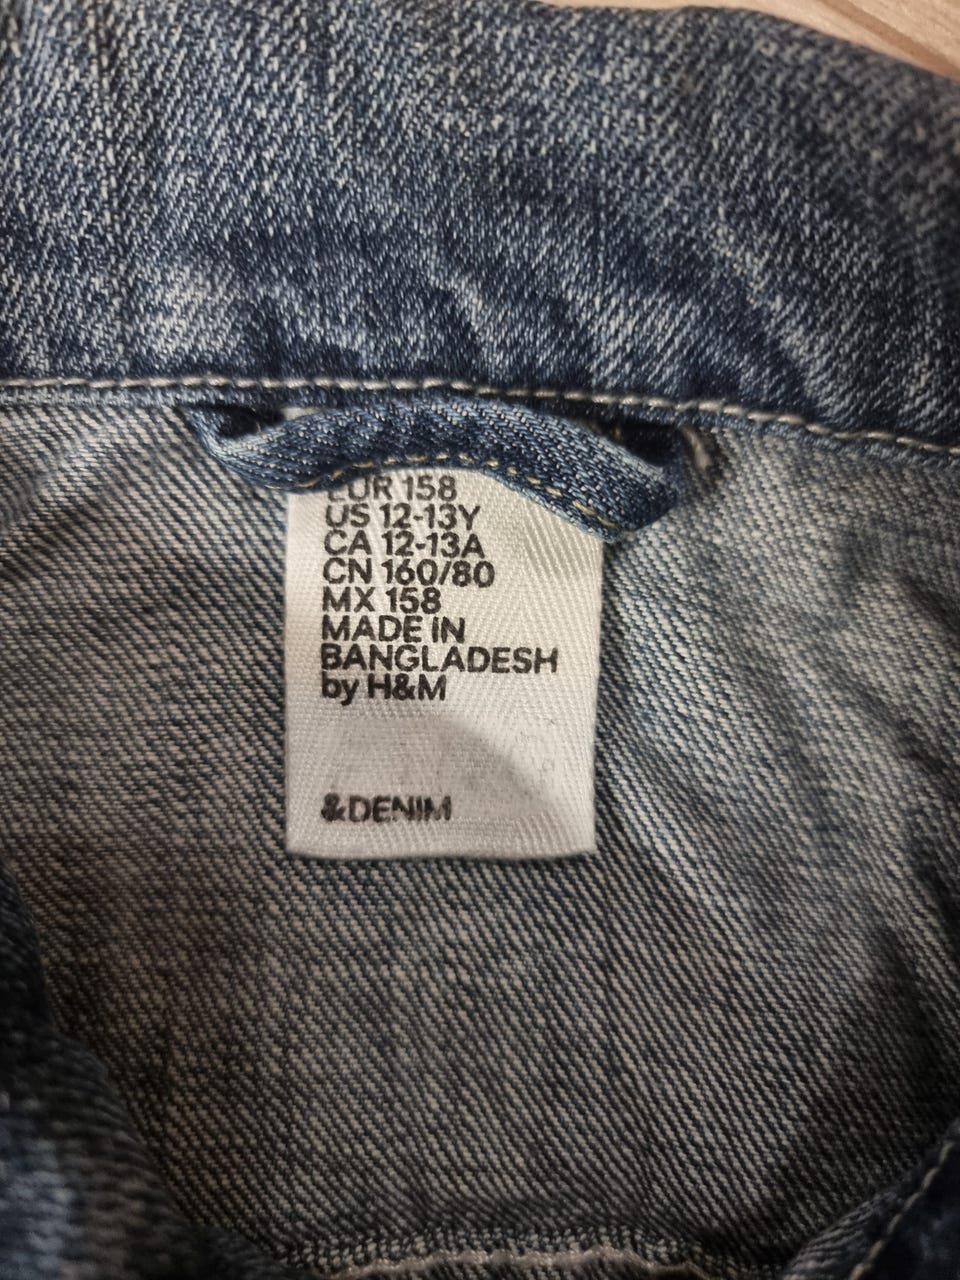 EUR 158
US 12-13Y
CA 12-13A
CN 160/80
MX 158
MADE IN
BANGLADESH
by H&M
&DENIM